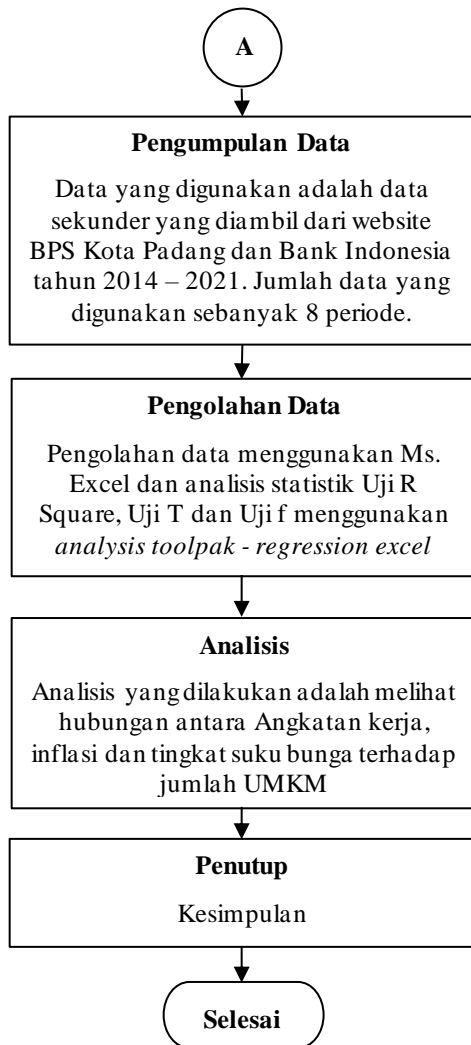 A
Pengumpulan Data
Data yang digunakan adalah data
sekunder yang diambil dari website
BPS Kota Padang dan Bank Indonesia
tahun 2014 – 2021. Jumlah data yang
digunakan sebanyak 8 periode.
Pengolahan Data
Pengolahan data menggunakan Ms.
Excel dan analisis statistik Uji R
Square, Uji T dan Uji f menggunakan
analysis toolpak - regression excel
Analisis
Analisis yang dilakukan adalah melihat
hubungan antara Angkatan kerja,
inflasi dan tingkat suku bunga terhadap
jumlah UMKM
Penutup
Kesimpulan
Selesai